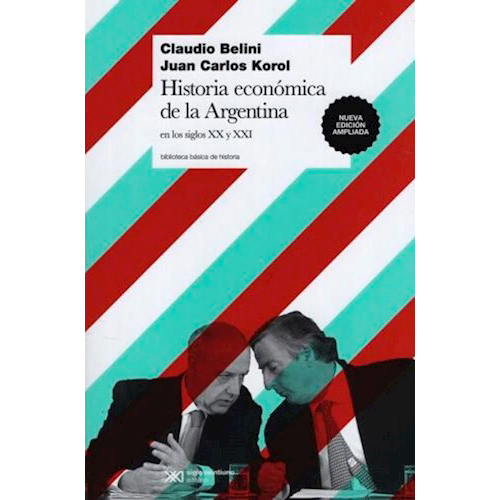 Claudio Belini
Juan Carlos Korol
Historia económica
de la Argentina
en los siglos XX y XXI
biblioteca básica de historia
NUEVA
EDICIÓN
AMPLIADA
siglo veintiuno
editores